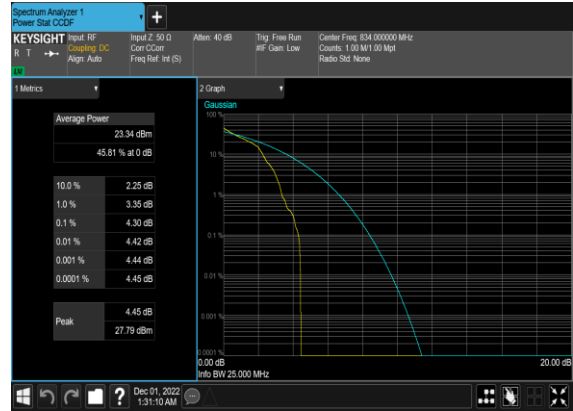 Spectrum Analyzer 1
Power Stat CCDF
KEYSIGHT
R T
LXI
Input: RF
Coupling: DC
Align: Auto
Input Z: 50 Ω
Corr CCorr
Freq Ref: Int (S)
Atten: 40 dB
Trig: Free Run
#IF Gain: Low
Center Freq: 834.000000 MHz
Counts: 1.00 M/1.00 Mpt
Radio Std: None
1 Metrics
Average Power
23.34 dBm
45.81 % at 0 dB
10.0 % 2.25 dB
1.0 % 3.35 dB
0.1 % 4.30 dB
0.01 % 4.42 dB
0.001 % 4.44 dB
0.0001 % 4.45 dB
Peak
4.45 dB
27.79 dBm
2 Graph
Gaussian
100 %
10 %
1 %
0.1 %
0.01 %
0.001 %
0.0001 %
0.00 dB
20.00 dB
Info BW 25.000 MHz
?
Dec 01, 2022
1:31:10 AM